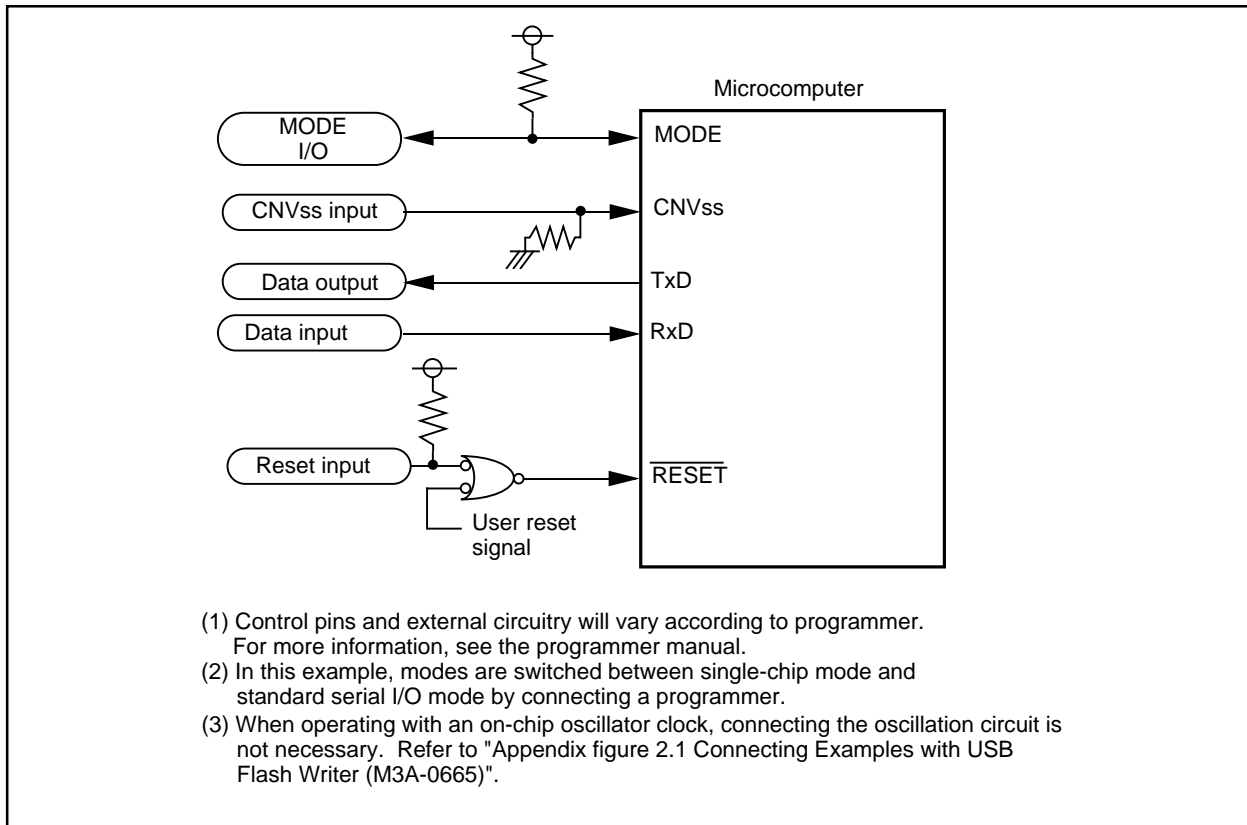 Microcomputer
MODE
I/O
MODE
CNVss input
CNVss
Data output
TxD
Data input
RxD
Reset input
RESET
User reset
signal
(1) Control pins and external circuitry will vary according to programmer.
For more information, see the programmer manual.
(2) In this example, modes are switched between single-chip mode and
standard serial I/O mode by connecting a programmer.
(3) When operating with an on-chip oscillator clock, connecting the oscillation circuit is
not necessary.  Refer to "Appendix figure 2.1 Connecting Examples with USB
Flash Writer (M3A-0665)".